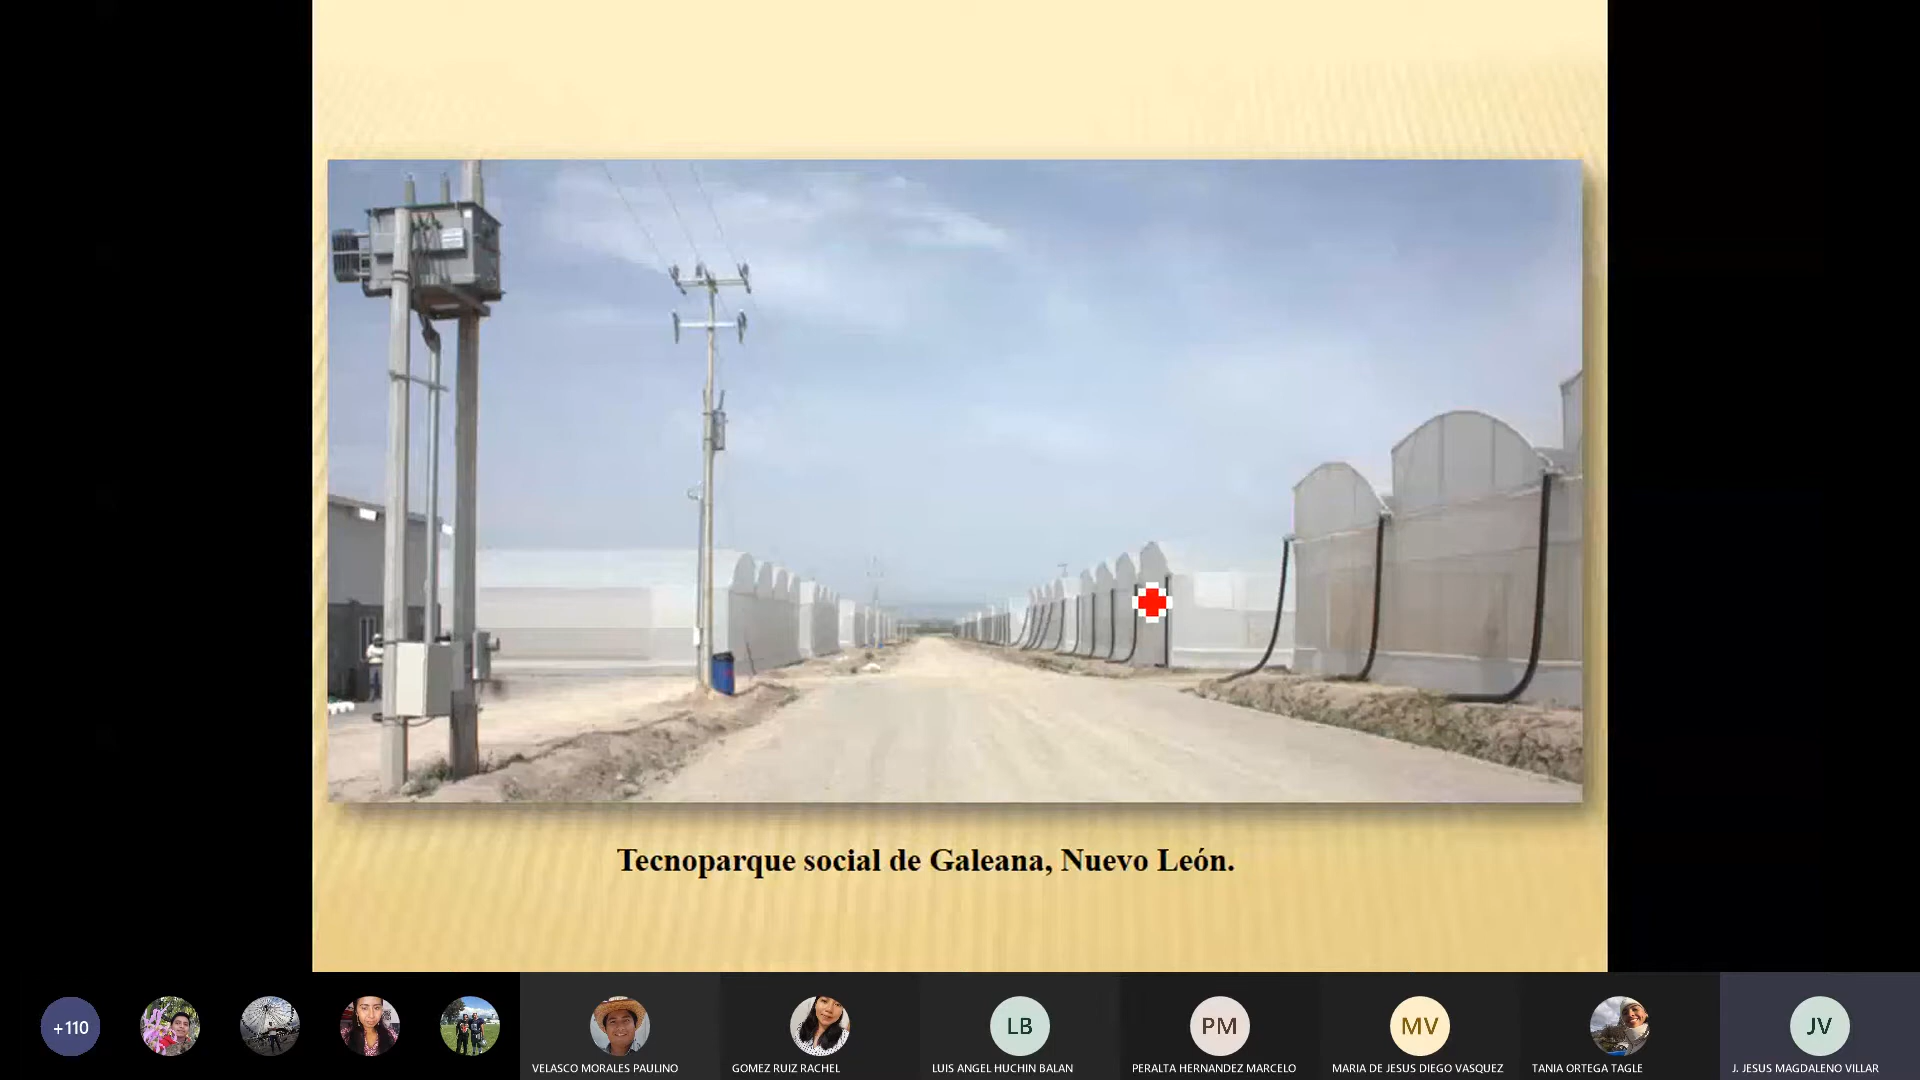 Tecnoparque social de Galeana, Nuevo León.
+110
LB
PM
MV
JV
VELASCO MORALES PAULINO
GOMEZ RUIZ RACHEL
LUIS ANGEL HUCHIN BALAN
PERALTA HERNANDEZ MARCELO
MARIA DE JESUS DIEGO VASQUEZ
TANIA ORTEGA TAGLE
J. JESUS MAGDALENO VILLAR